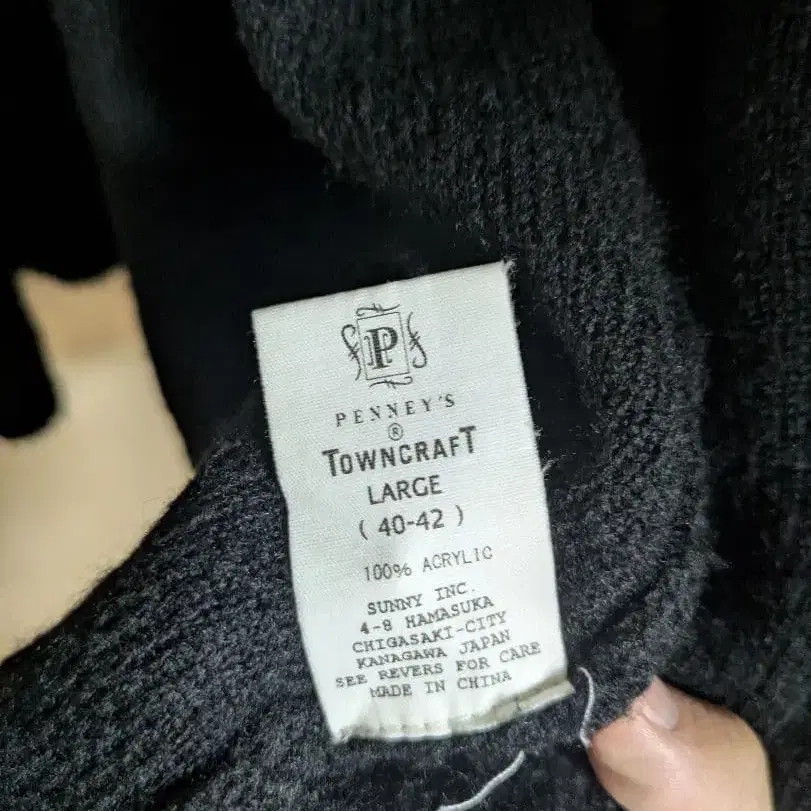 P
PENNEY'S
®
TOWNCRAFT
LARGE
( 40-42 )
100% ACRYLIC
SUNNY INC.
4-8 HAMASUKA
CHIGASAKI-CITY
KANAGAWA JAPAN
SEE REVERS FOR CARE
MADE IN CHINA